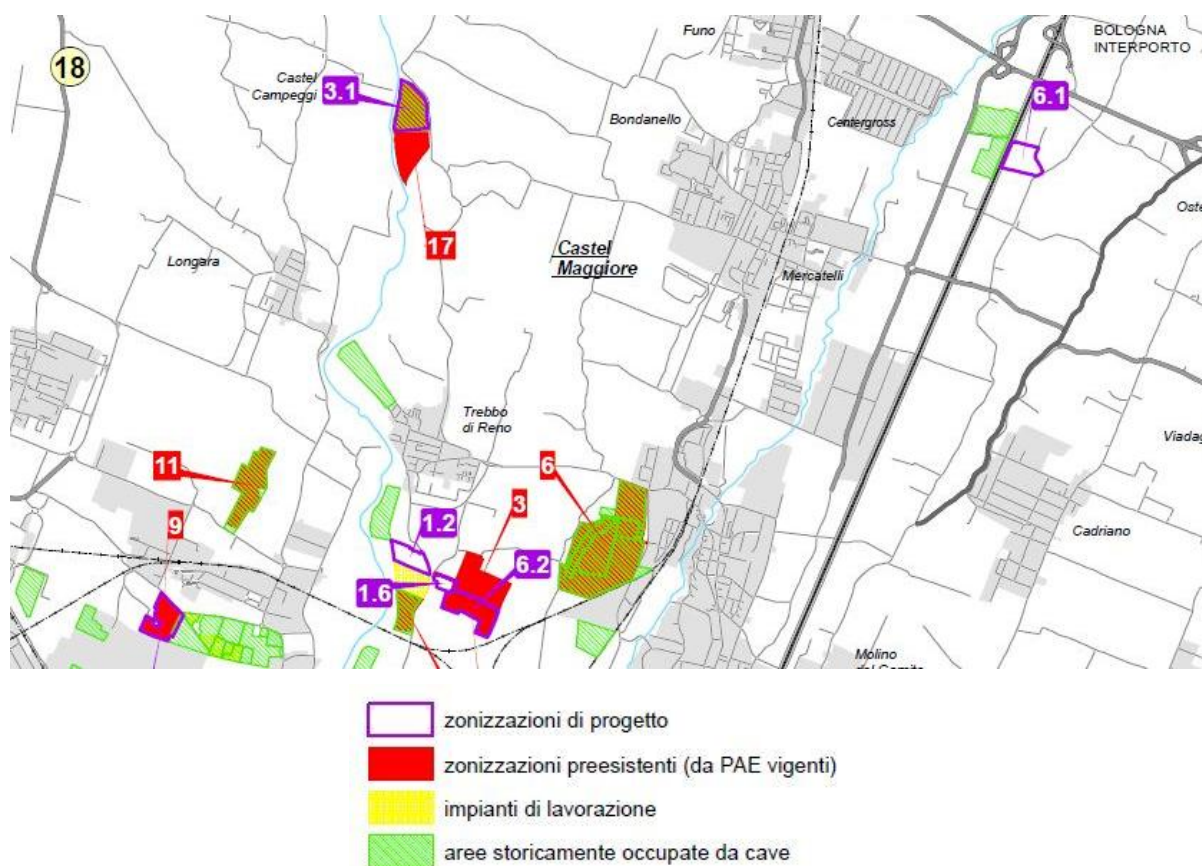 Funo
BOLOGNA
INTERPORTO
18
Castel
Campeggi
3.1
6.1
Bondanello
Centergross
17
Castel
Maggiore
Longara
Mercatelli
Trebbo
di Reno
11
6
3
9
1.2
6.2
1.6
Cadriano
Molino
zonizzazioni di progetto
zonizzazioni preesistenti (da PAE vigenti)
impianti di lavorazione
aree storicamente occupate da cave